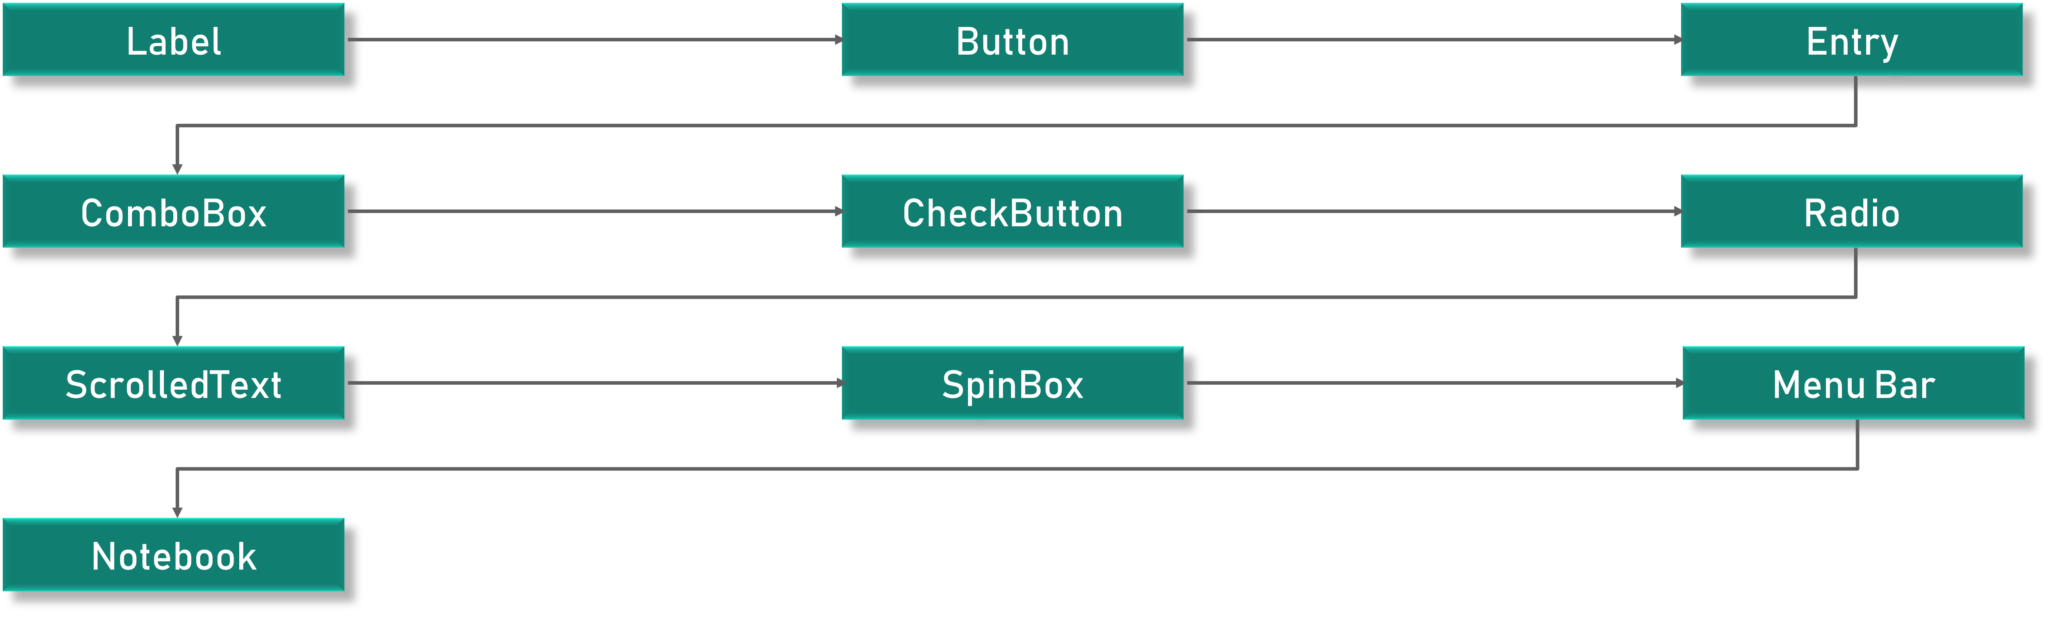 Label
Button
Entry
ComboBox
CheckButton
Radio
ScrolledText
SpinBox
Menu Bar
Notebook